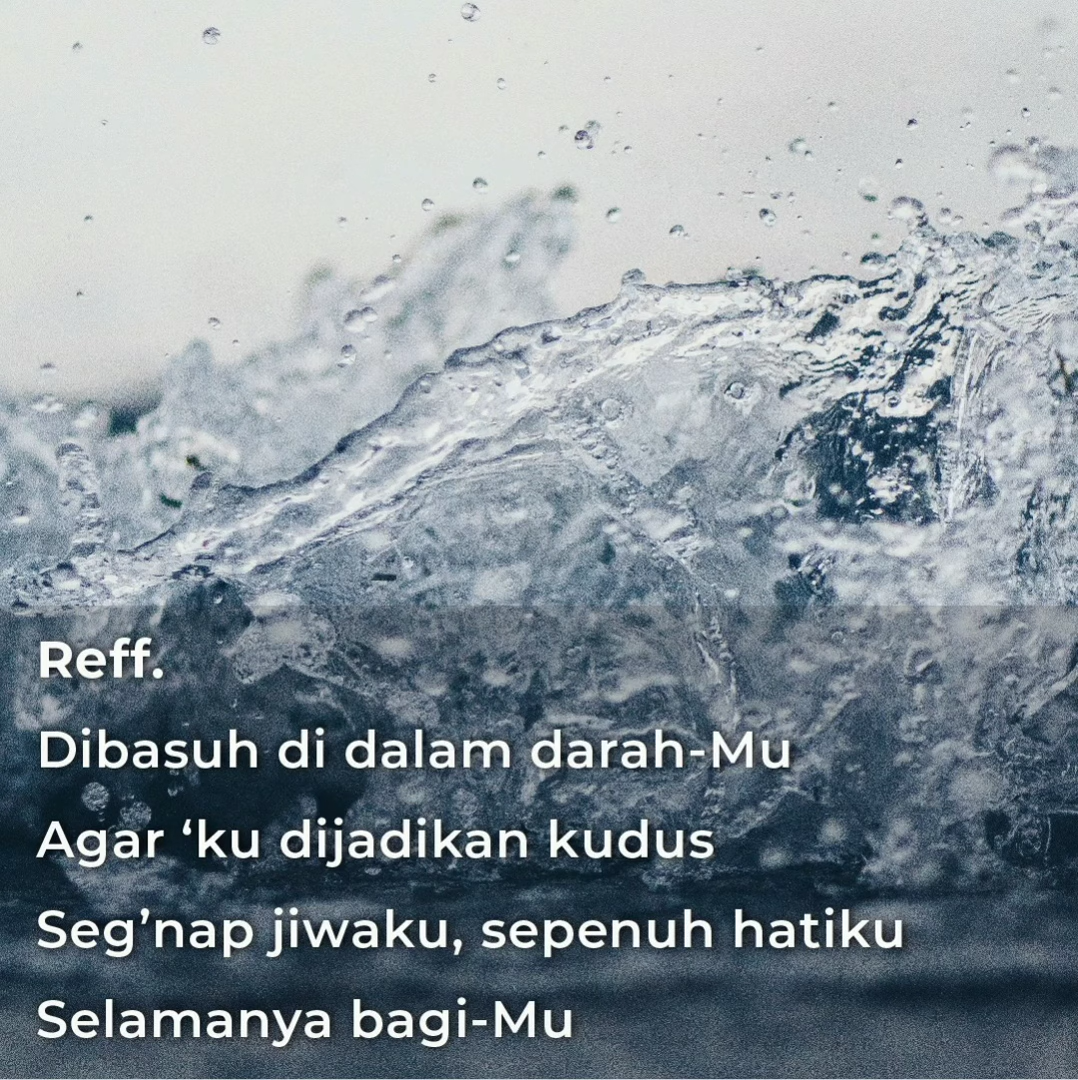 Reff.
Dibasuh di dalam darah-Mu
Agar ‘ku dijadikan kudus
Seg’nap jiwaku, sepenuh hatiku
Selamanya bagi-Mu